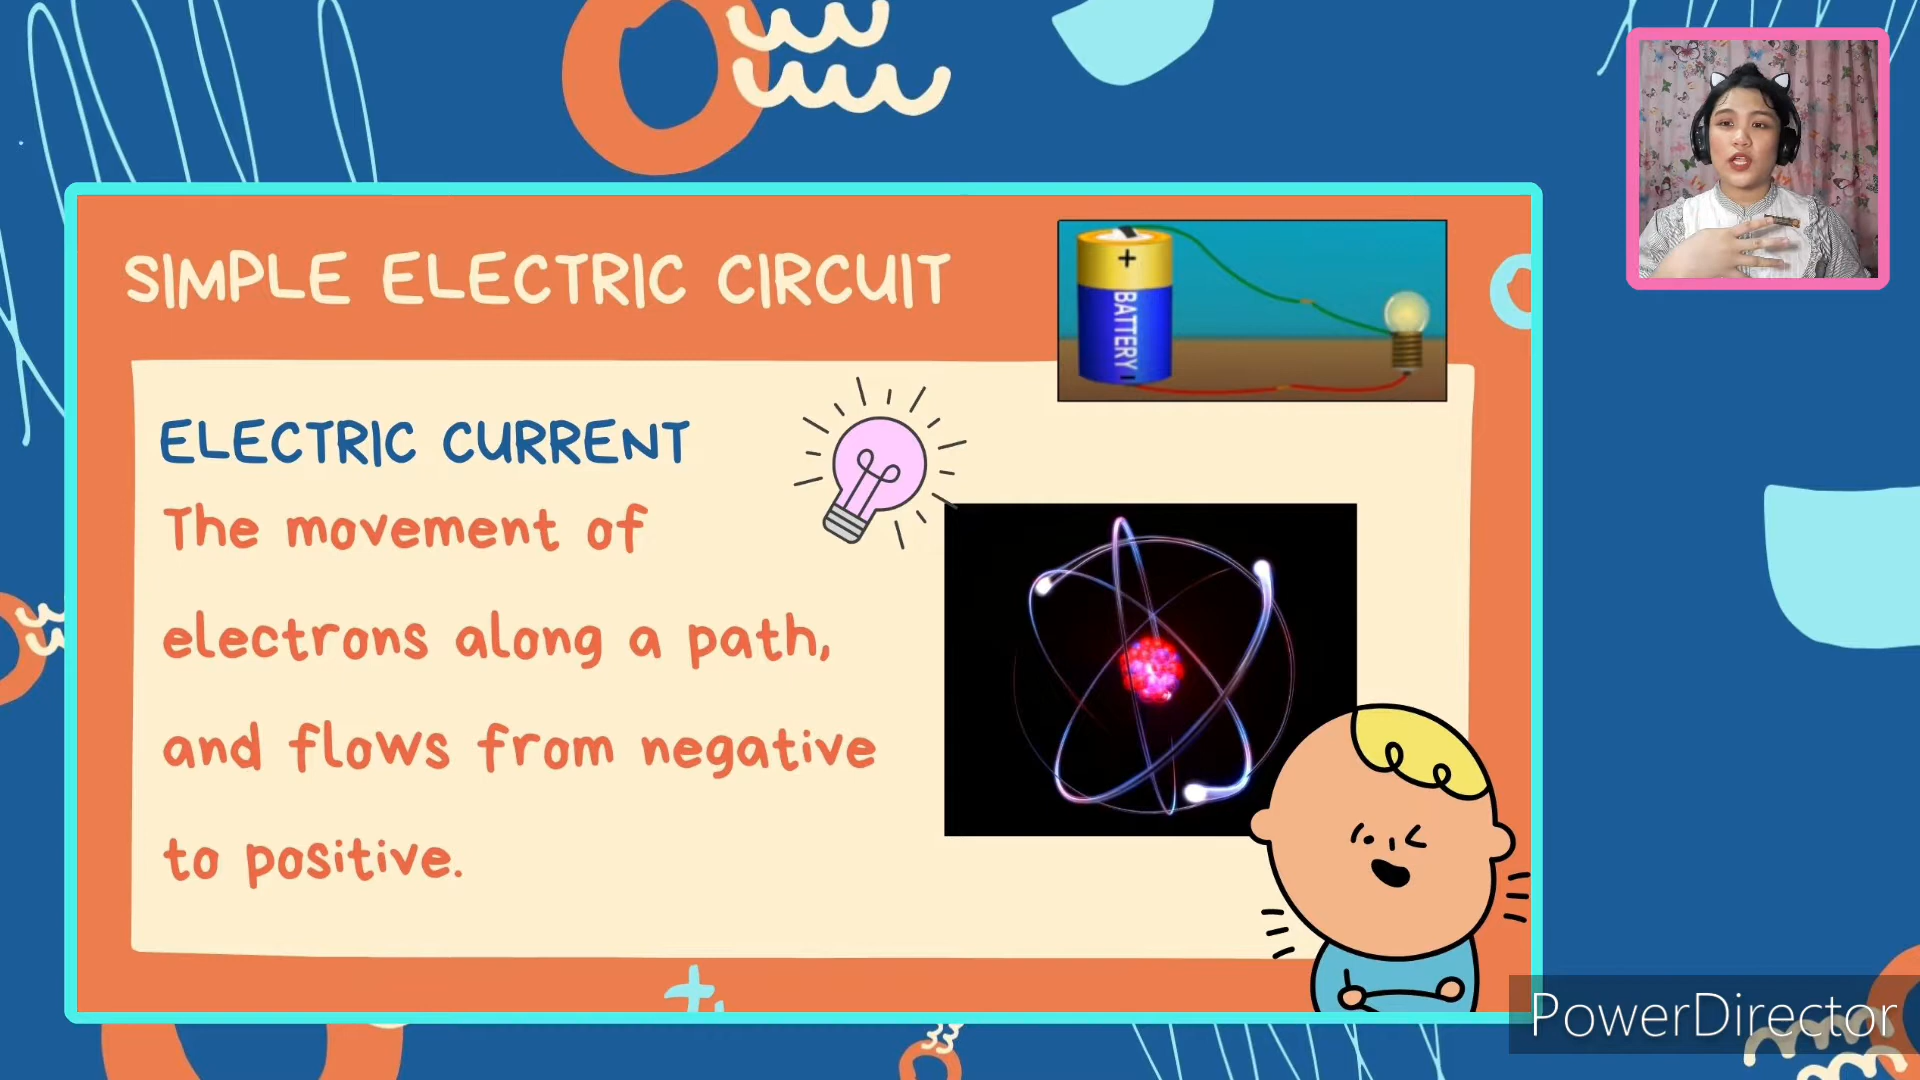 SIMPLE ELECTRIC CIRCUIT
+
BATTERY
-
ELECTRIC CURRENT
The movement of
electrons along a path,
and flows from negative
to positive.
PowerDirector